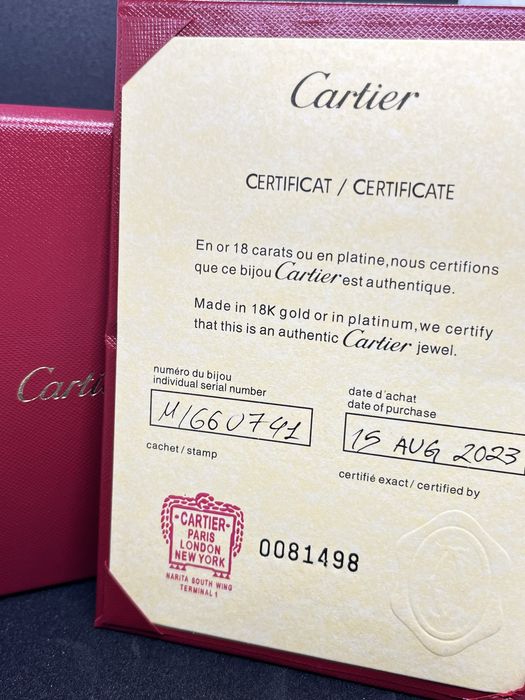 Cartier
CERTIFICAT / CERTIFICATE
En or 18 carats ou en platine, nous certifions
que ce bijou Cartier est authentique.
Made in 18K gold or in platinum, we certify
that this is an authentic Cartier jewel.
numéro du bijou
individual serial number
M1660741
date d'achat
date of purchase
15 AUG 2023
cachet / stamp
certifié exact / certified by
CARTIER
PARIS
LONDON
NEW YORK
NARITA SOUTH WING
TERMINAL 1
0081498